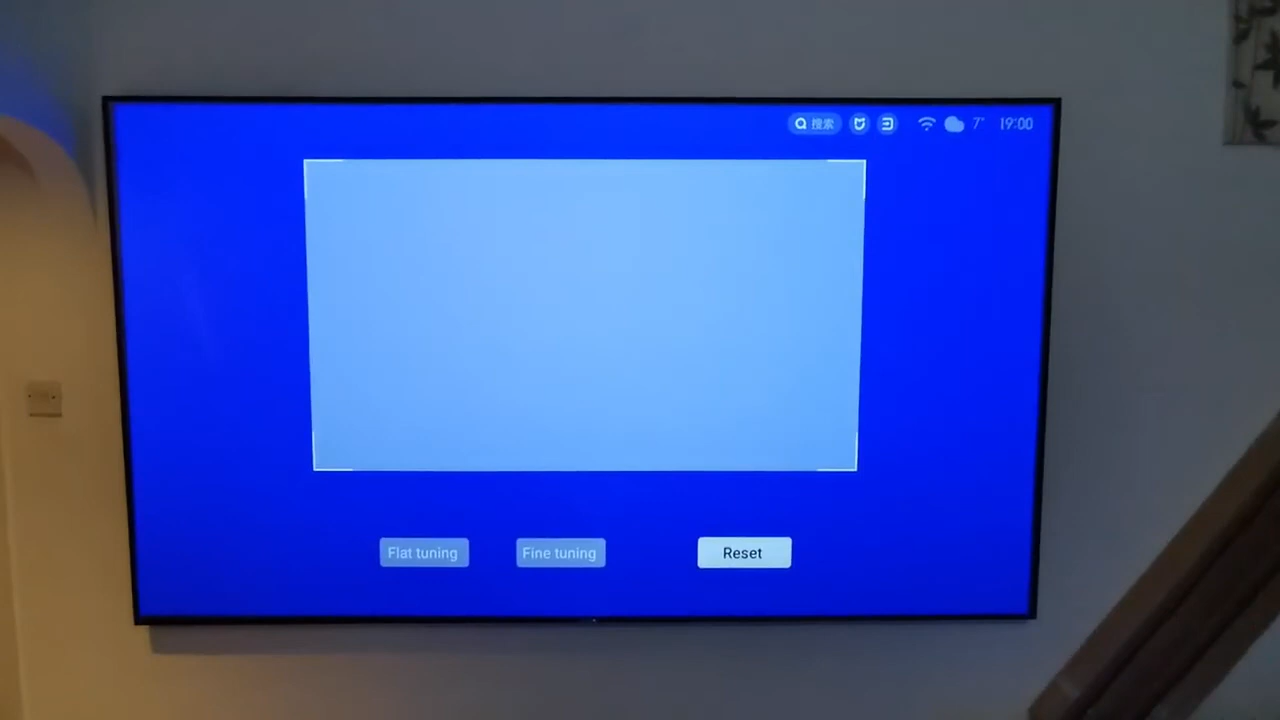 搜索 7° 19:00
Flat tuning Fine tuning Reset